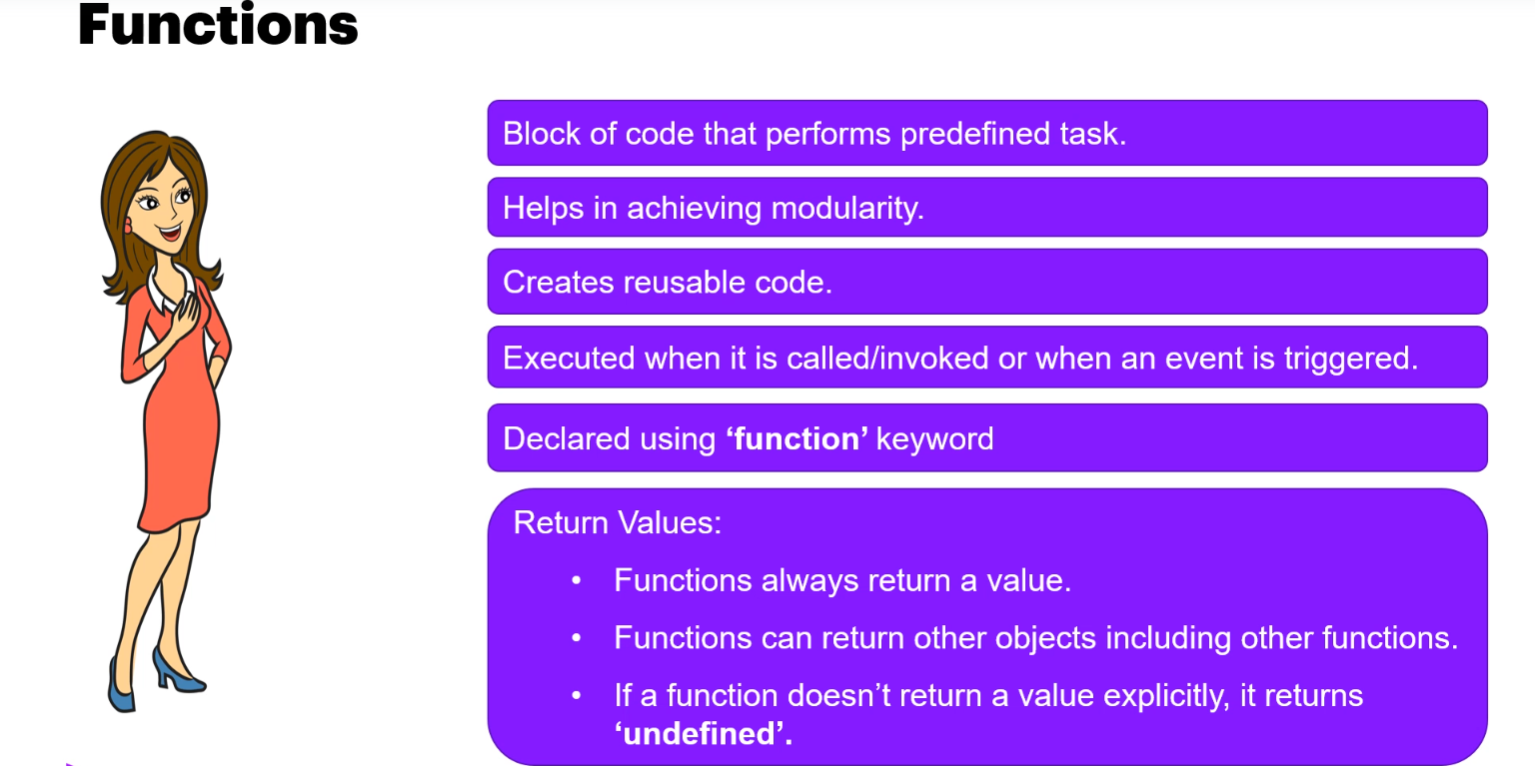 Functions
Block of code that performs predefined task.
Helps in achieving modularity.
Creates reusable code.
Executed when it is called/invoked or when an event is triggered.
Declared using ‘function’ keyword
Return Values:
• Functions always return a value.
• Functions can return other objects including other functions.
• If a function doesn’t return a value explicitly, it returns
‘undefined’.